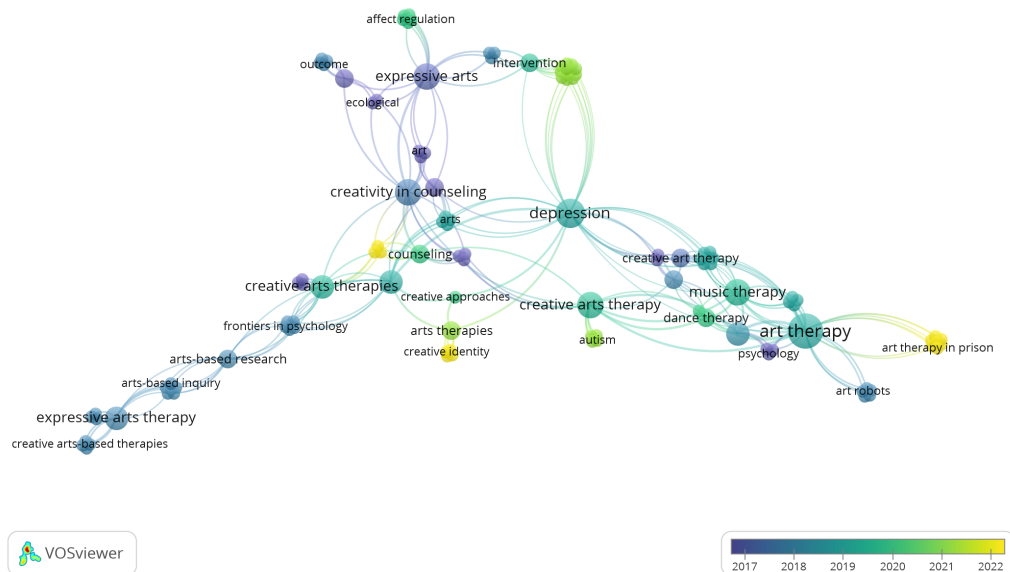 affect regulation
outcome
intervention
expressive arts
ecological
art
creativity in counseling
depression
arts
counseling
creative art therapy
creative arts therapies
music therapy
creative approaches
creative arts therapy
dance therapy
frontiers in psychology
arts therapies
art therapy
autism
art therapy in prison
creative identity
psychology
arts-based research
arts-based inquiry
art robots
expressive arts therapy
creative arts-based therapies
VOSviewer
2017 2018 2019 2020 2021 2022